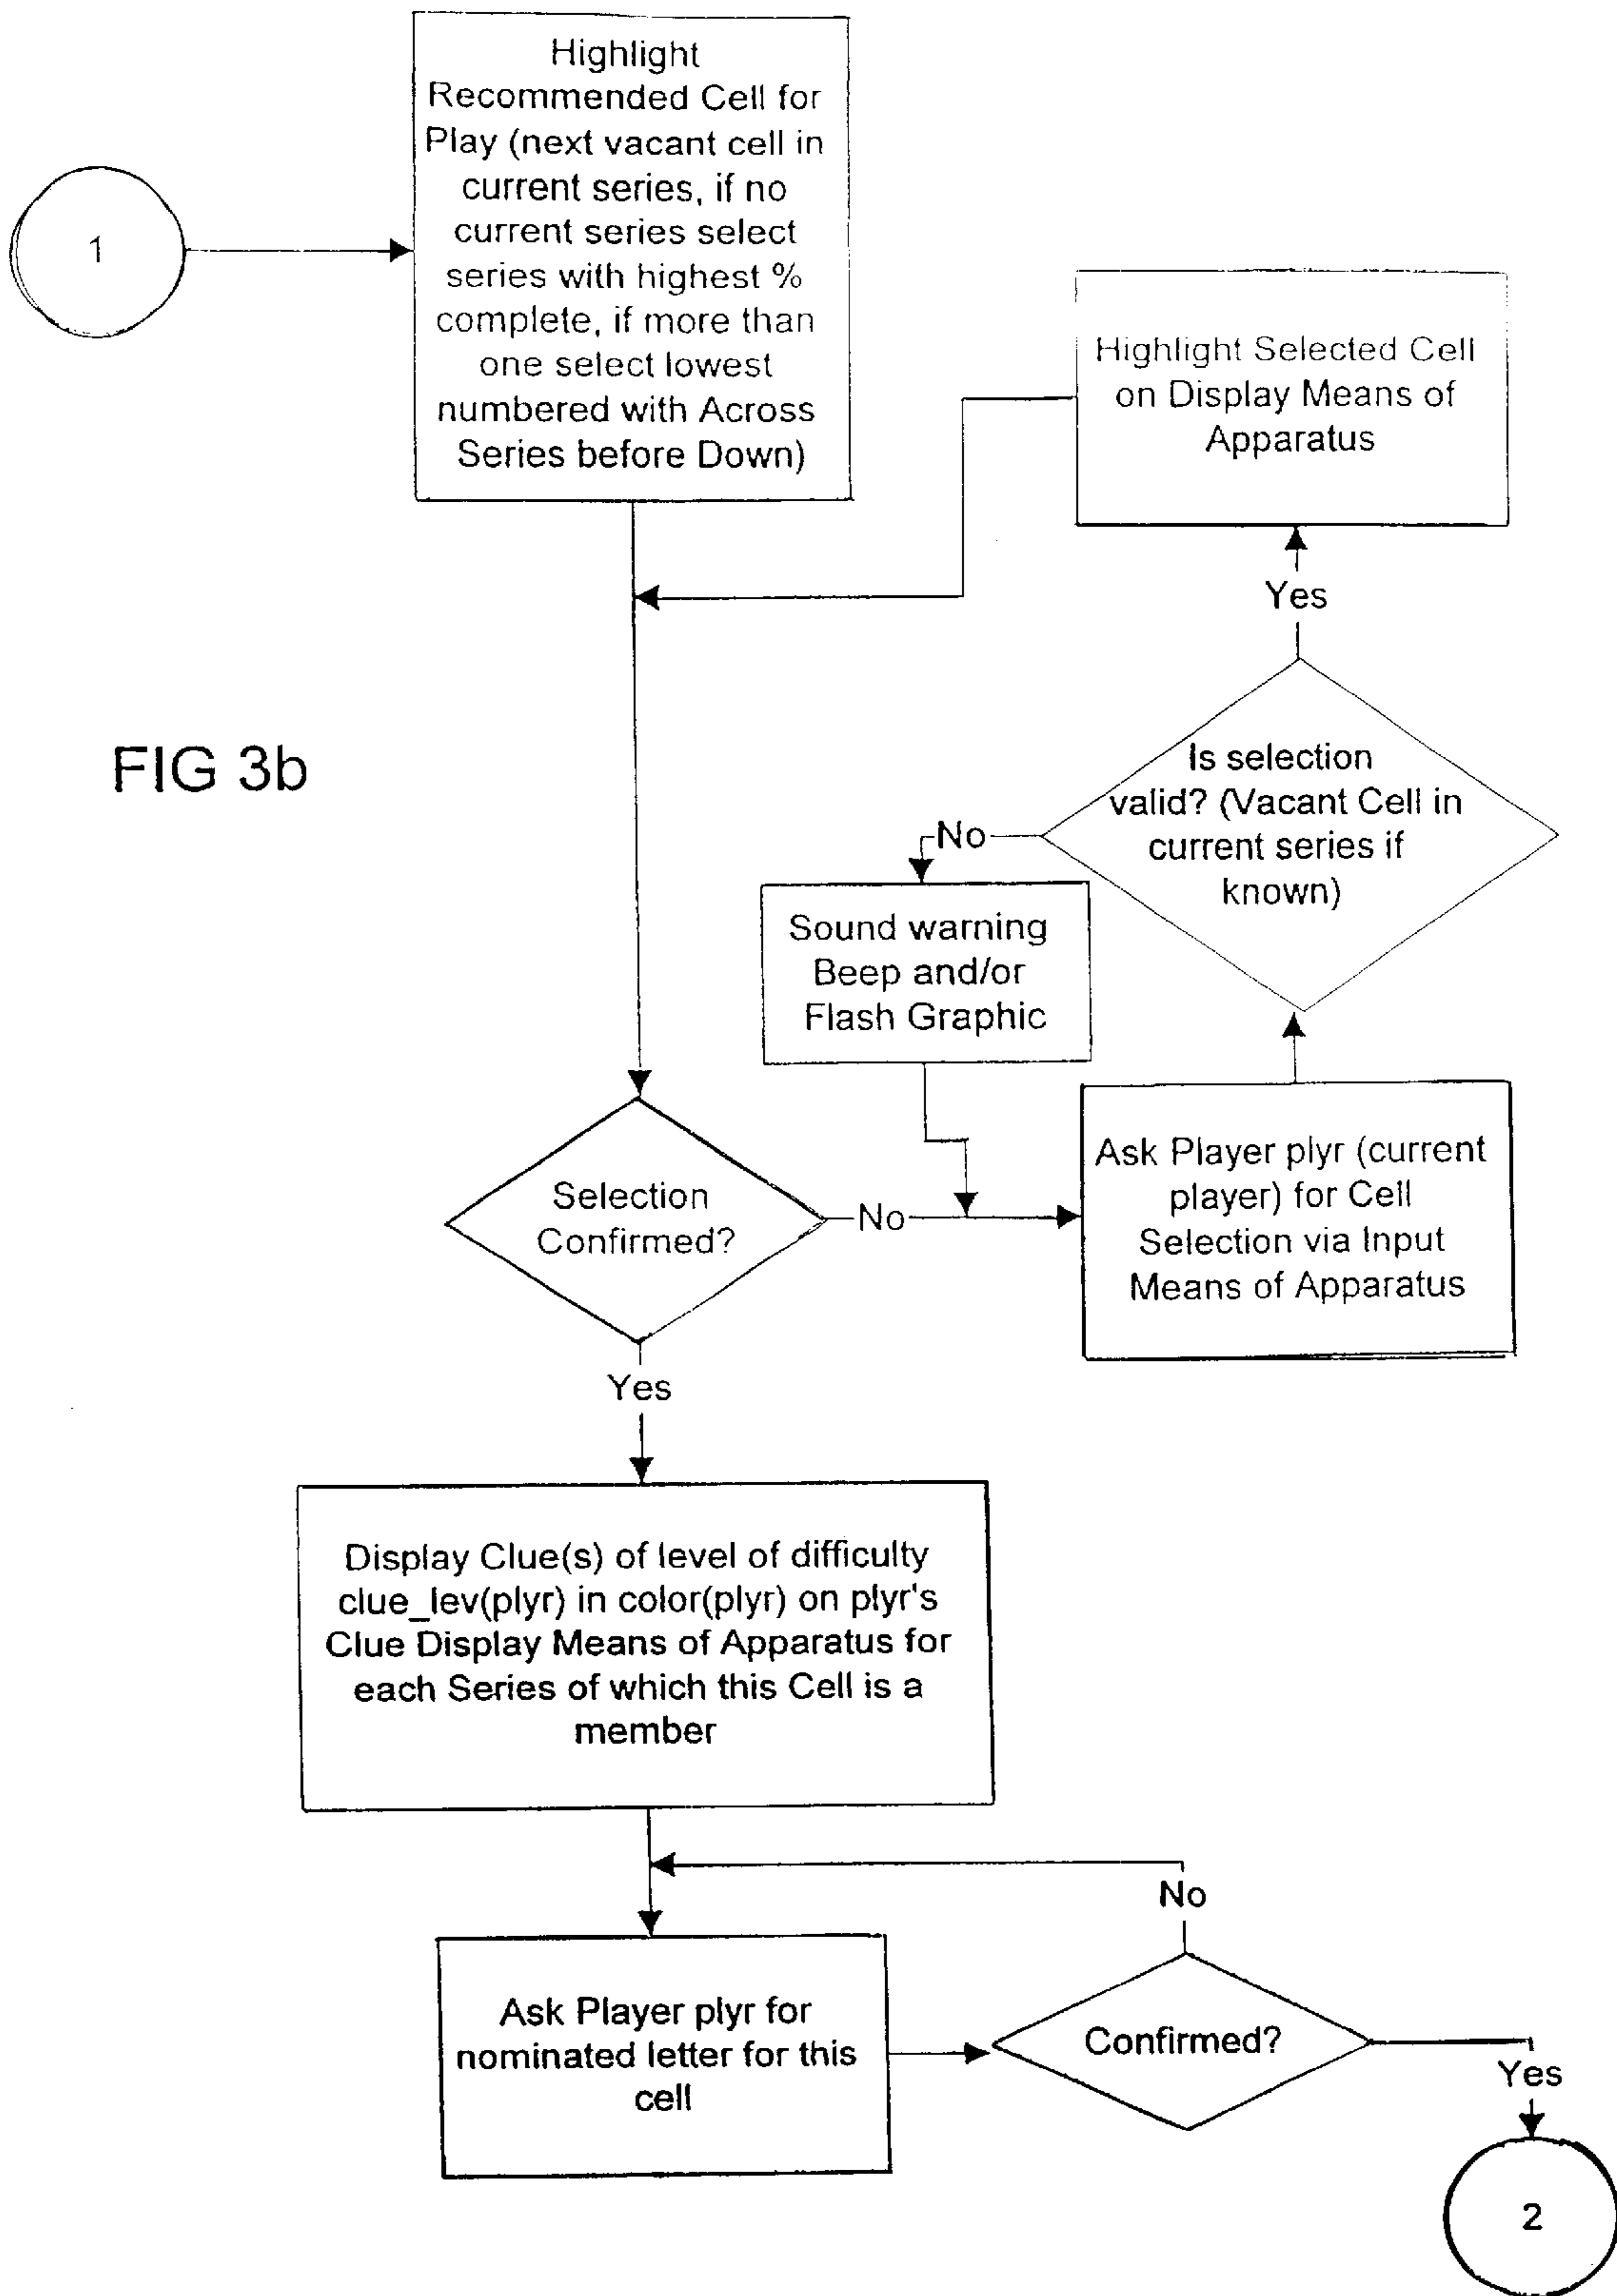 Highlight
Recommended Cell for
Play (next vacant cell in
current series, if no
current series select
series with highest %
complete, if more than
one select lowest
numbered with Across
Series before Down)
1
Highlight Selected Cell
on Display Means of
Apparatus
Yes
FIG 3b
Is selection
valid? (Vacant Cell in
current series if
known)
No
Sound warning
Beep and/or
Flash Graphic
Ask Player plyr (current
player) for Cell
Selection via Input
Means of Apparatus
Selection
Confirmed?
No
Yes
Display Clue(s) of level of difficulty
clue_lev(plyr) in color(plyr) on plyr's
Clue Display Means of Apparatus for
each Series of which this Cell is a
member
No
Ask Player plyr for
nominated letter for this
cell
Confirmed?
Yes
2